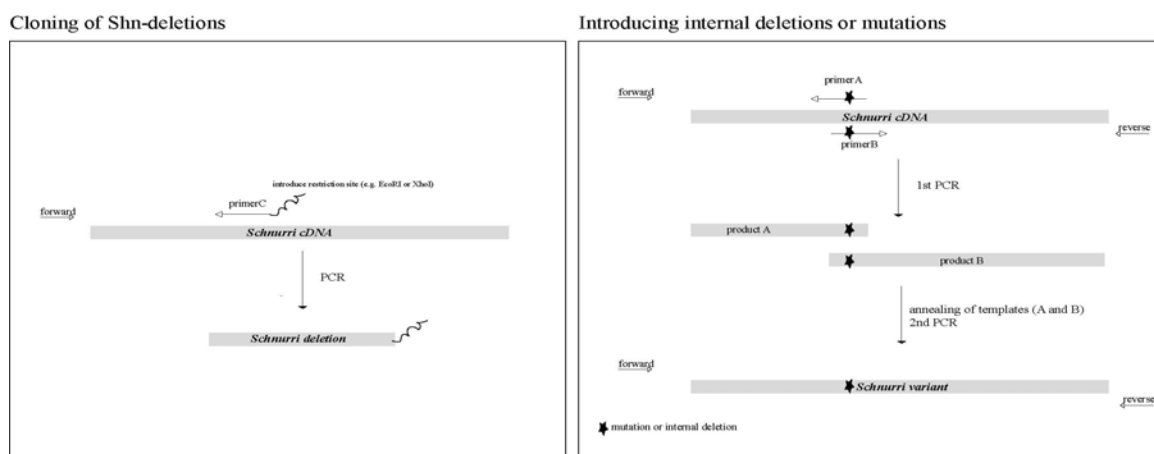 Cloning of Shn-deletions
introduce restriction site (e.g. EcoRI or XhoI)
primerC
forward
Schnurri cDNA
PCR
Schnurri deletion
Introducing internal deletions or mutations
primerA
forward
Schnurri cDNA
reverse
primerB
1st PCR
product A
product B
annealing of templates (A and B)
2nd PCR
forward
Schnurri variant
reverse
mutation or internal deletion